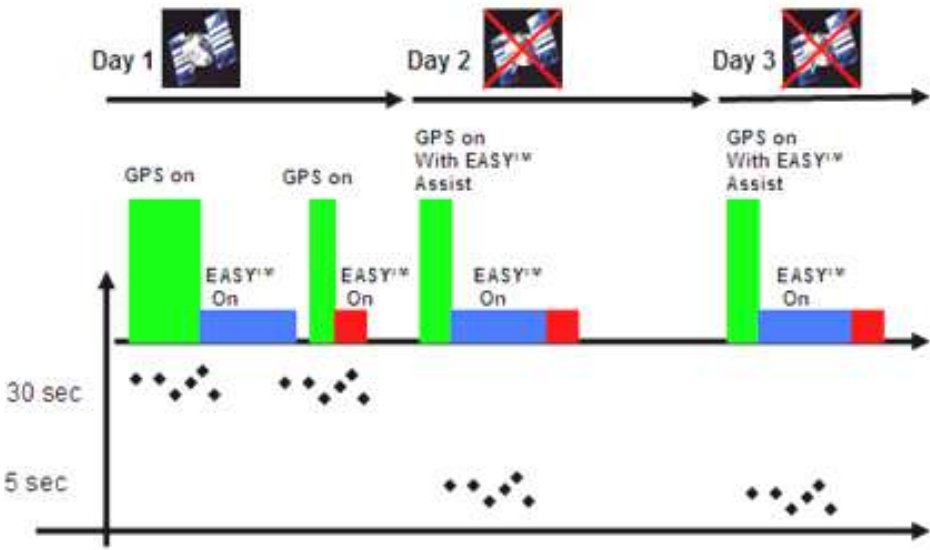 Day 1
Day 2
Day 3
GPS on
GPS on
GPS on
With EASY™
Assist
GPS on
With EASY™
Assist
EASY™
On
EASY™
On
EASY™
On
EASY™
On
30 sec
5 sec